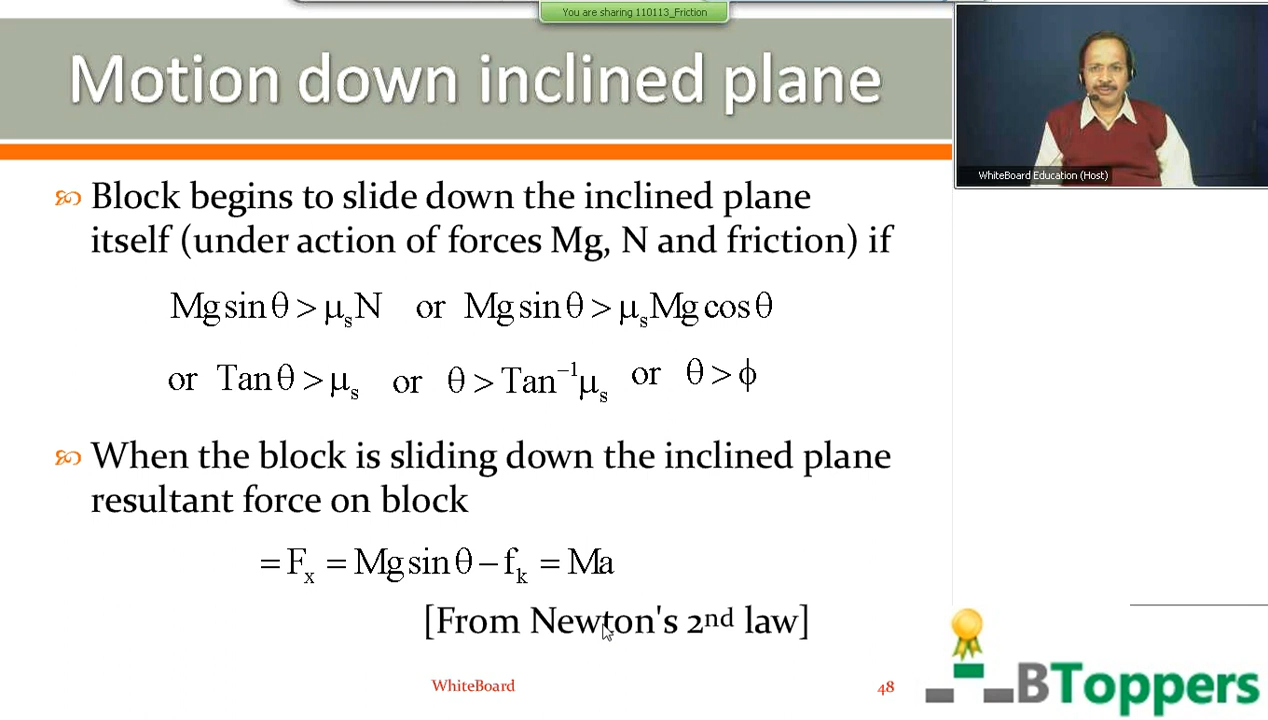 You are sharing 110113_Friction
Motion down inclined plane
WhiteBoard Education (Host)
Block begins to slide down the inclined plane
itself (under action of forces Mg, N and friction) if
Mg sin θ > μₛN or Mg sin θ > μₛMg cos θ
or Tan θ > μₛ or θ > Tan⁻¹μₛ or θ > ϕ
When the block is sliding down the inclined plane
resultant force on block
= Fₓ = Mg sin θ − fₖ = Ma
[From Newton's 2nd law]
WhiteBoard
48
BToppers